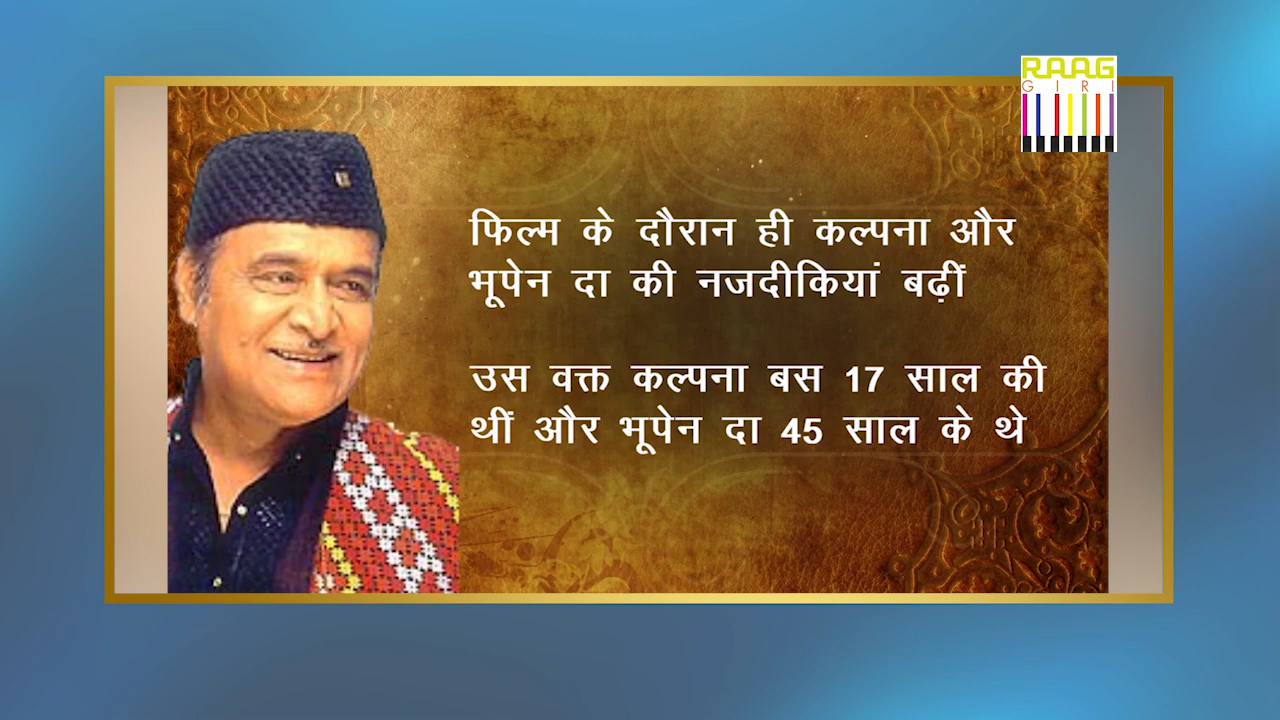 RAAG
GIRI
फिल्म के दौरान ही कल्पना और
भूपेन दा की नजदीकियां बढ़ीं
उस वक्त कल्पना बस 17 साल की
थीं और भूपेन दा 45 साल के थे